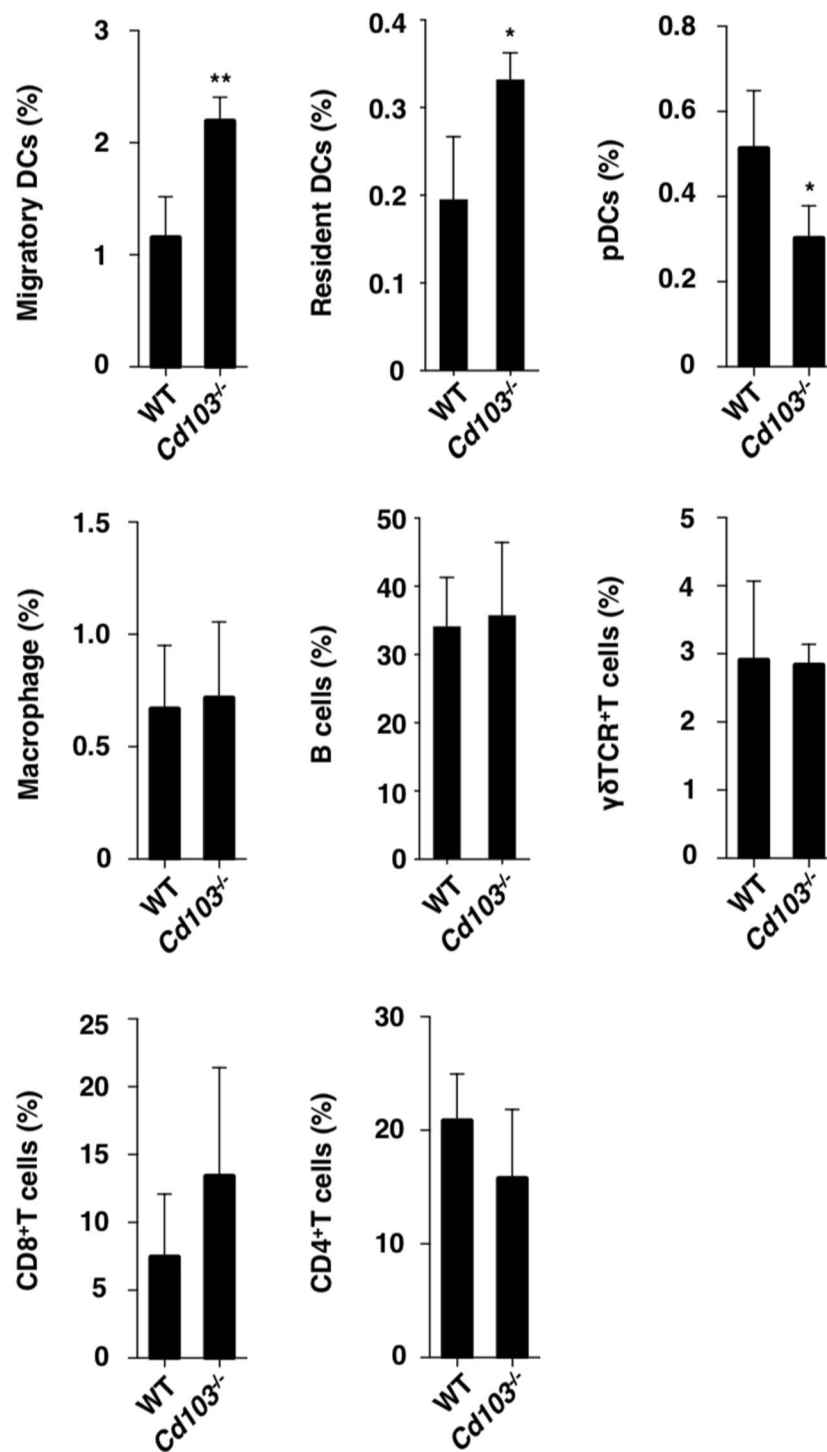 Migratory DCs (%)
3
2
1
0
**
WT
Cd103-/-
Resident DCs (%)
0.4
0.3
0.2
0.1
0
*
WT
Cd103-/-
pDCs (%)
0.8
0.6
0.4
0.2
0
*
WT
Cd103-/-
Macrophage (%)
1.5
1.0
0.5
0
WT
Cd103-/-
B cells (%)
50
40
30
20
10
0
WT
Cd103-/-
γδTCR+T cells (%)
5
4
3
2
1
0
WT
Cd103-/-
CD8+T cells (%)
25
20
15
10
5
0
WT
Cd103-/-
CD4+T cells (%)
30
20
10
0
WT
Cd103-/-